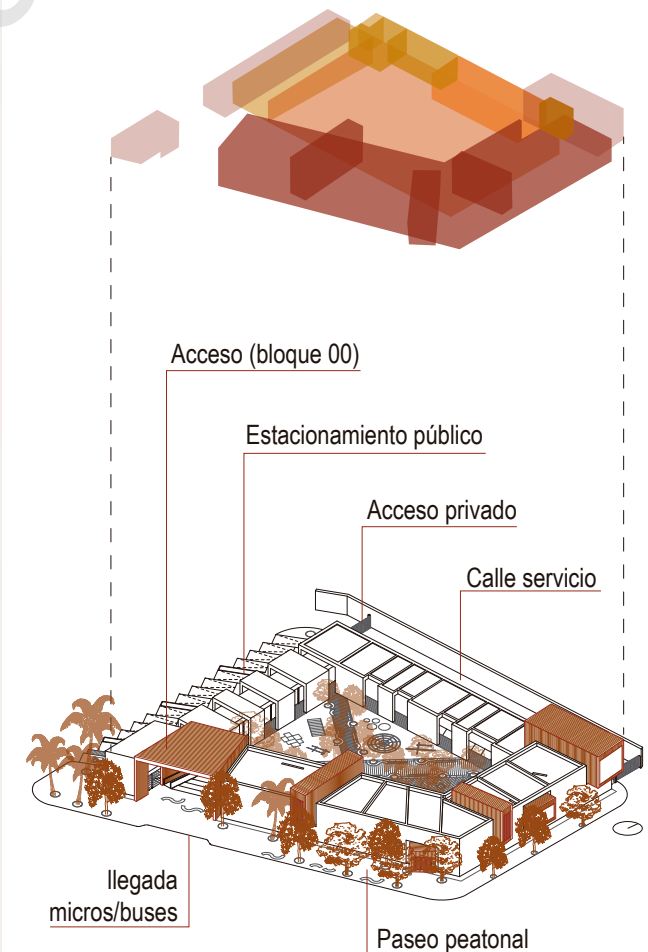 Acceso (bloque 00)
Estacionamiento público
Acceso privado
Calle servicio
llegada
micros/buses
Paseo peatonal